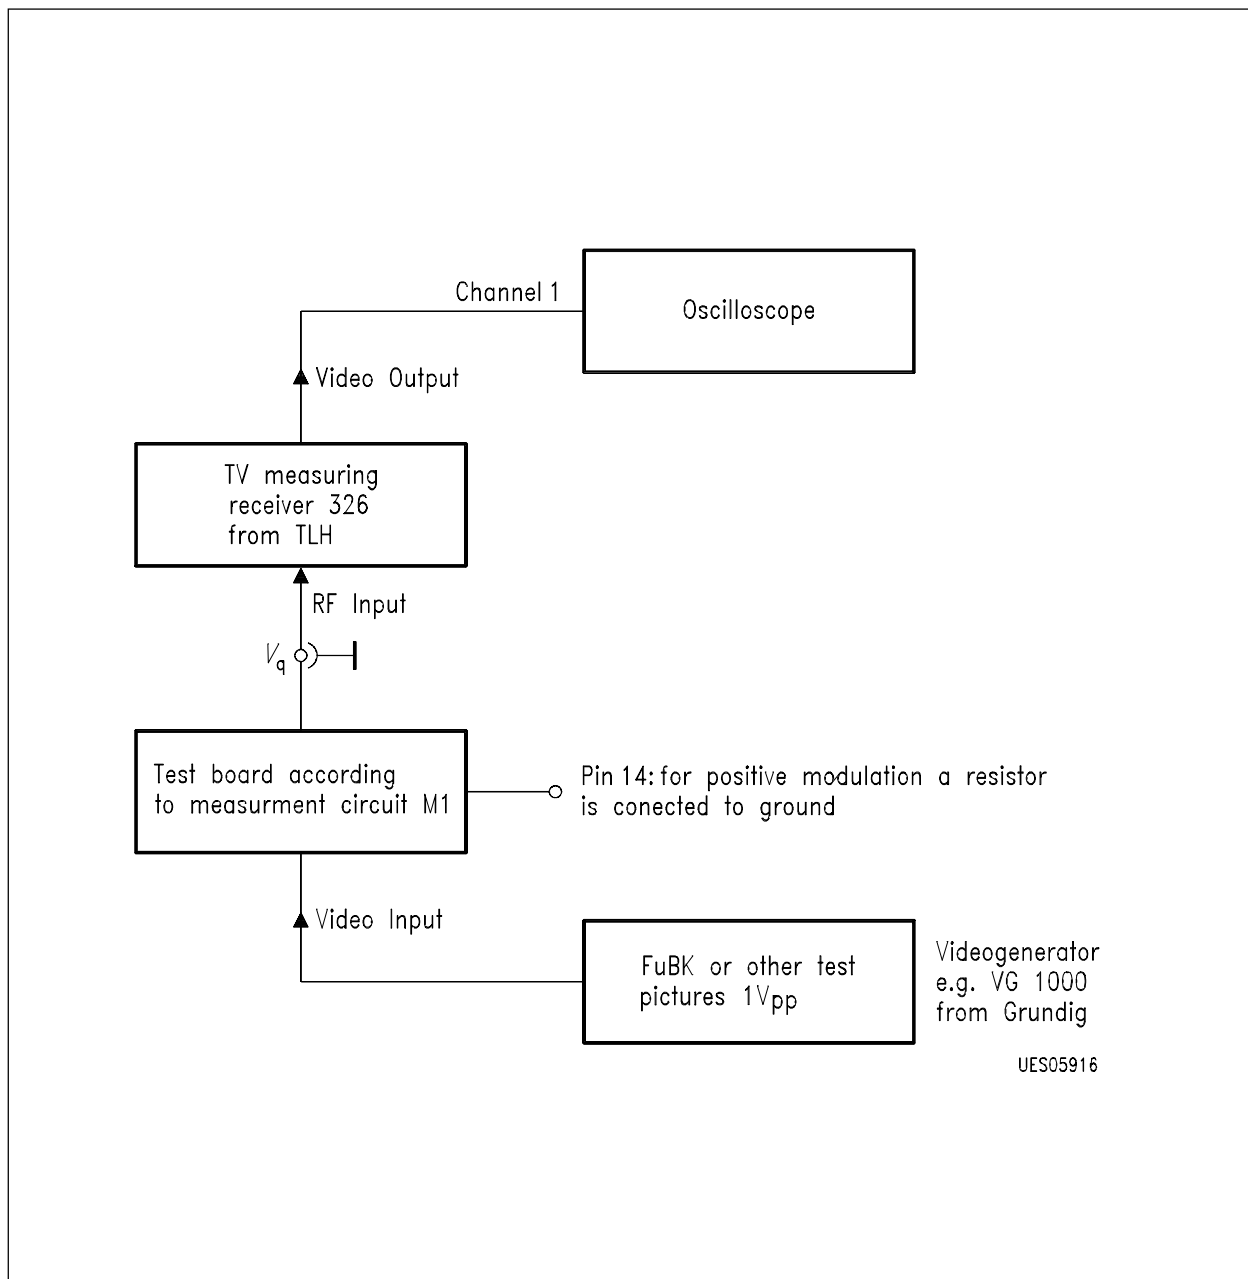 Channel 1
Oscilloscope
Video Output
TV measuring
receiver 326
from TLH
RF Input
Vq
Test board according
to measurment circuit M1
Pin 14: for positive modulation a resistor
is conected to ground
Video Input
FuBK or other test
pictures 1Vpp
Videogenerator
e.g. VG 1000
from Grundig
UES05916